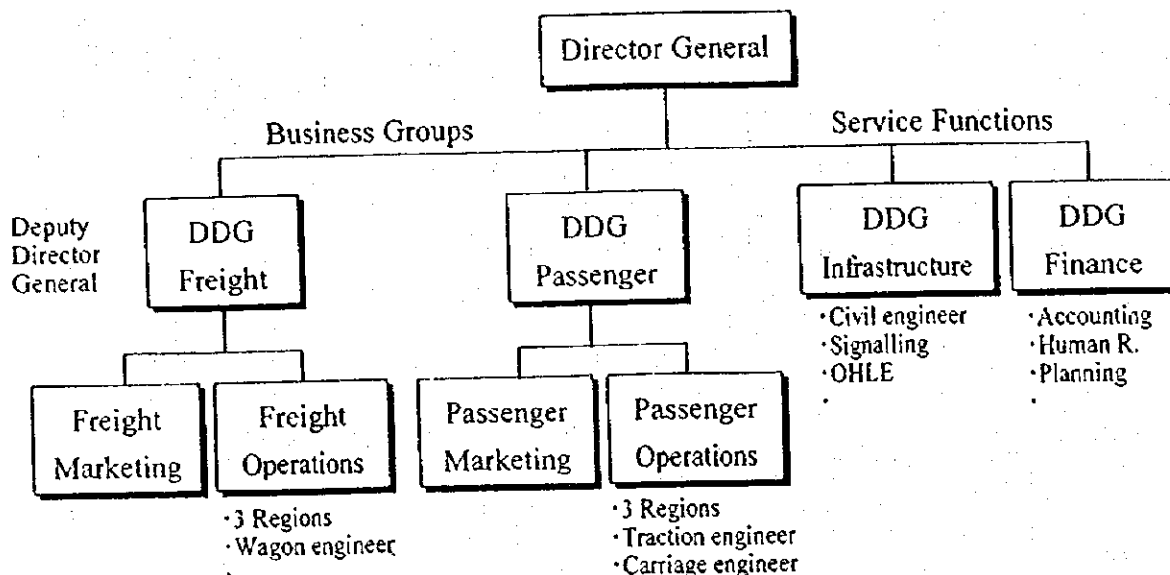 Director General
Business Groups
Service Functions
Deputy
Director
General
DDG
Freight
DDG
Passenger
DDG
Infrastructure
DDG
Finance
·Civil engineer
·Signalling
·OHLE
·
·Accounting
·Human R.
·Planning
·
Freight
Marketing
Freight
Operations
Passenger
Marketing
Passenger
Operations
·3 Regions
·Wagon engineer
·
·3 Regions
·Traction engineer
·Carriage engineer